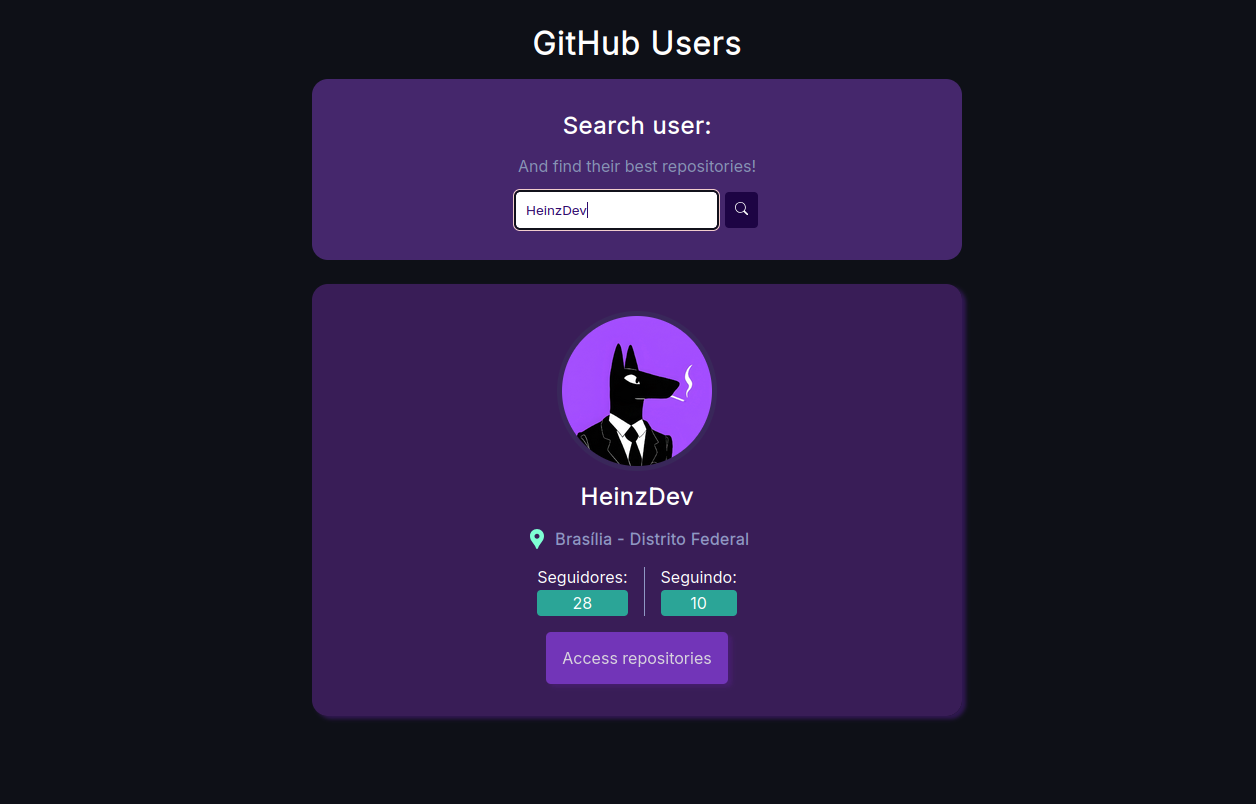 GitHub Users
Search user:
And find their best repositories!
HeinzDev
HeinzDev
Brasília - Distrito Federal
Seguidores: Seguindo:
28 10
Access repositories